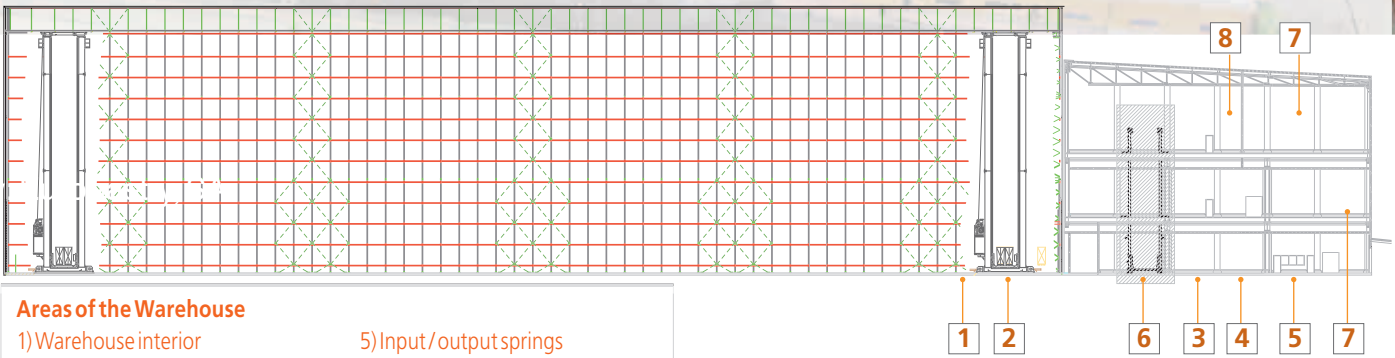 8 7
1 2 6 3 4 5 7
Areas of the Warehouse
1) Warehouse interior
5) Input / output springs